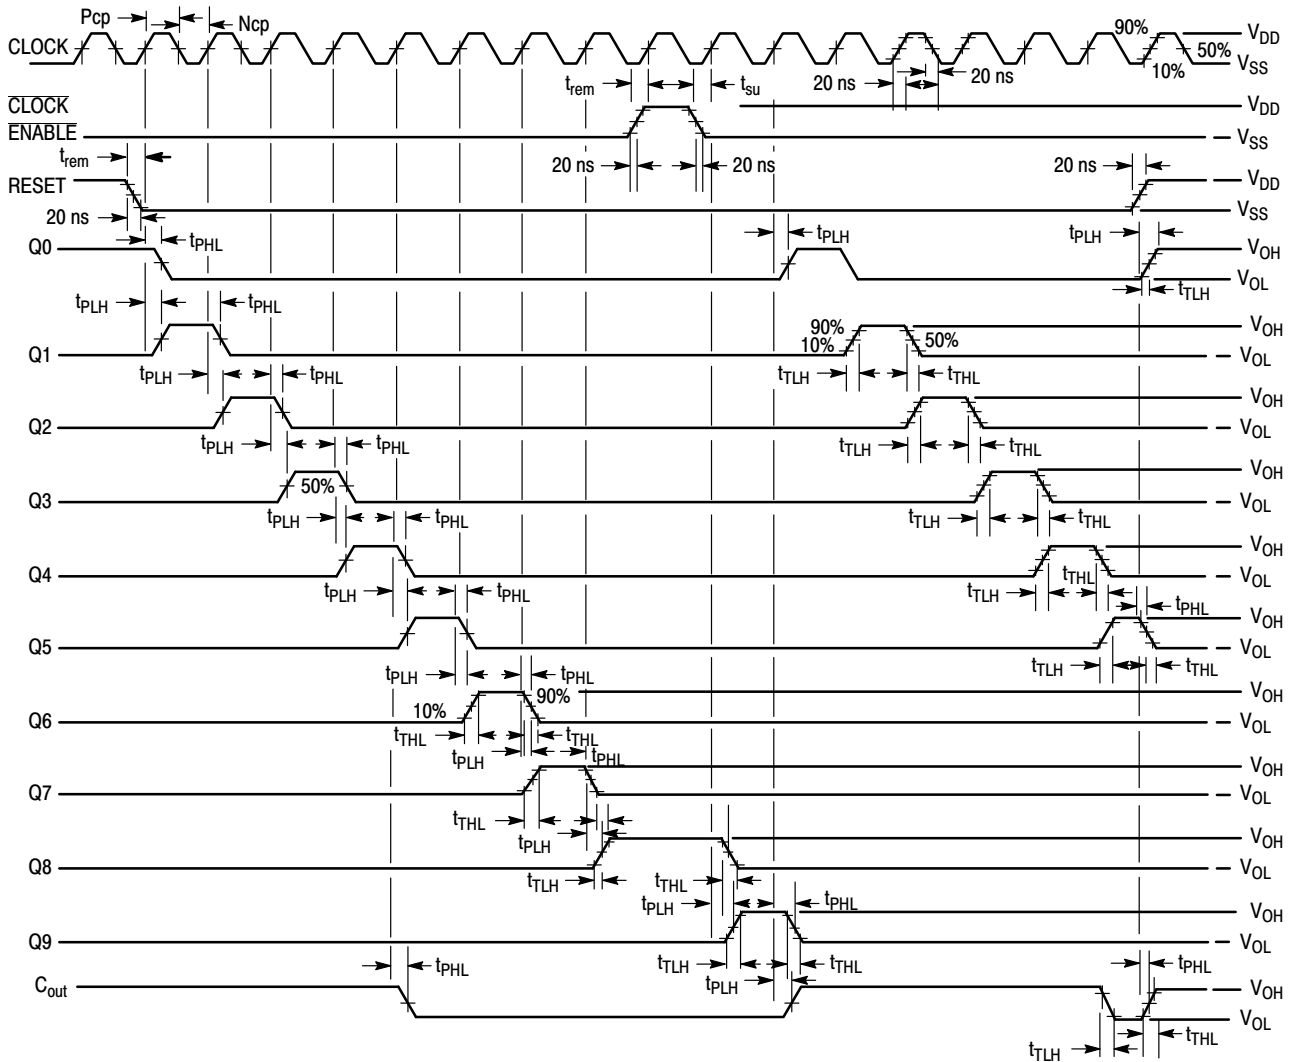 Pcp Ncp
CLOCK 90% V_DD
50%
V_SS
10%
t_rem t_su 20 ns 20 ns
CLOCK V_DD
ENABLE V_SS
t_rem 20 ns 20 ns 20 ns
RESET V_DD
20 ns V_SS
t_PHL t_PLH t_PLH
Q0 V_OH
V_OL
t_PLH t_PHL t_TLH
90% V_OH
10% 50%
Q1 V_OL
t_PLH t_PHL t_TLH t_THL
V_OH
Q2 V_OL
t_PLH t_PHL t_TLH t_THL
V_OH
50%
Q3 V_OL
t_PLH t_PHL t_TLH t_THL
V_OH
Q4 V_OL
t_PLH t_PHL t_TLH t_THL t_PHL
V_OH
Q5 V_OL
t_PLH t_PHL t_TLH t_THL
90% V_OH
10%
Q6 V_OL
t_THL t_THL
t_PLH t_PHL
V_OH
Q7 V_OL
t_THL t_PLH
V_OH
Q8 V_OL
t_TLH t_THL
t_PLH t_PHL
V_OH
Q9 V_OL
t_PHL t_TLH t_THL t_PHL
t_PLH
C_out V_OH
V_OL
t_THL
t_TLH